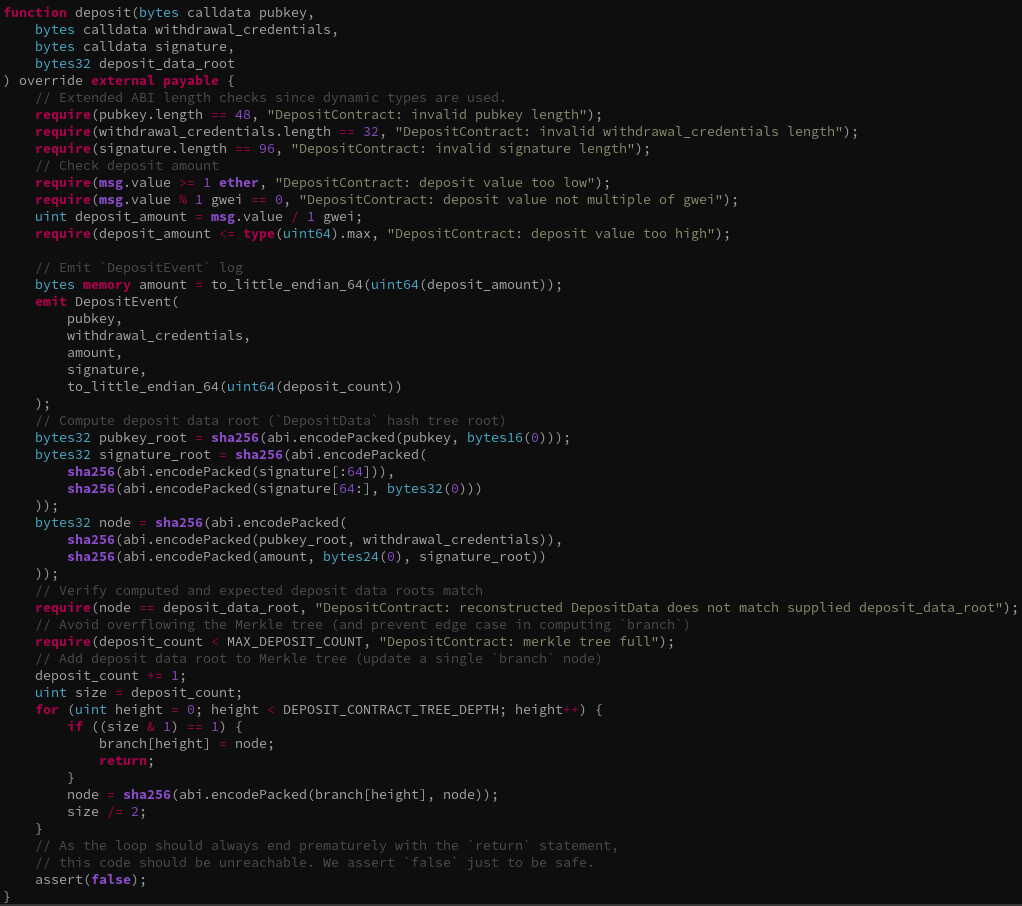 function deposit(bytes calldata pubkey,
    bytes calldata withdrawal_credentials,
    bytes calldata signature,
    bytes32 deposit_data_root
) override external payable {
    // Extended ABI length checks since dynamic types are used.
    require(pubkey.length == 48, "DepositContract: invalid pubkey length");
    require(withdrawal_credentials.length == 32, "DepositContract: invalid withdrawal_credentials length");
    require(signature.length == 96, "DepositContract: invalid signature length");
    // Check deposit amount
    require(msg.value >= 1 ether, "DepositContract: deposit value too low");
    require(msg.value % 1 gwei == 0, "DepositContract: deposit value not multiple of gwei");
    uint deposit_amount = msg.value / 1 gwei;
    require(deposit_amount <= type(uint64).max, "DepositContract: deposit value too high");

    // Emit `DepositEvent` log
    bytes memory amount = to_little_endian_64(uint64(deposit_amount));
    emit DepositEvent(
        pubkey,
        withdrawal_credentials,
        amount,
        signature,
        to_little_endian_64(uint64(deposit_count))
    );
    // Compute deposit data root (`DepositData` hash tree root)
    bytes32 pubkey_root = sha256(abi.encodePacked(pubkey, bytes16(0)));
    bytes32 signature_root = sha256(abi.encodePacked(
        sha256(abi.encodePacked(signature[:64])),
        sha256(abi.encodePacked(signature[64:], bytes32(0)))
    ));
    bytes32 node = sha256(abi.encodePacked(
        sha256(abi.encodePacked(pubkey_root, withdrawal_credentials)),
        sha256(abi.encodePacked(amount, bytes24(0), signature_root))
    ));
    // Verify computed and expected deposit data roots match
    require(node == deposit_data_root, "DepositContract: reconstructed DepositData does not match supplied deposit_data_root");
    // Avoid overflowing the Merkle tree (and prevent edge case in computing `branch`)
    require(deposit_count < MAX_DEPOSIT_COUNT, "DepositContract: merkle tree full");
    // Add deposit data root to Merkle tree (update a single `branch` node)
    deposit_count += 1;
    uint size = deposit_count;
    for (uint height = 0; height < DEPOSIT_CONTRACT_TREE_DEPTH; height++) {
        if ((size & 1) == 1) {
            branch[height] = node;
            return;
        }
        node = sha256(abi.encodePacked(branch[height], node));
        size /= 2;
    }
    // As the loop should always end prematurely with the `return` statement,
    // this code should be unreachable. We assert `false` just to be safe.
    assert(false);
}